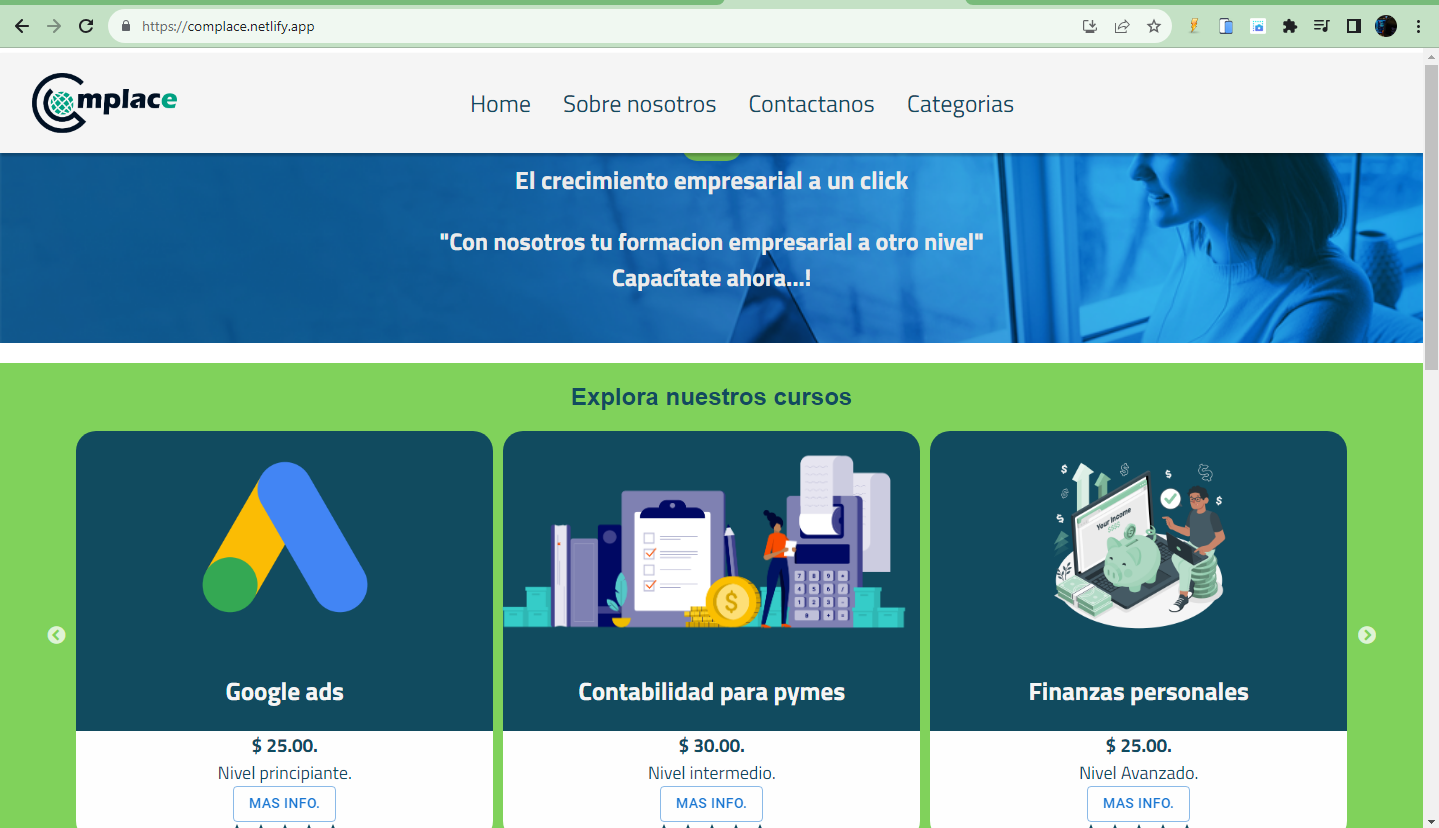 https://complace.netlify.app
Complace
Home Sobre nosotros Contactanos Categorias
El crecimiento empresarial a un click
"Con nosotros tu formacion empresarial a otro nivel"
Capacítate ahora...!
Explora nuestros cursos
Your Income
Google ads
Contabilidad para pymes
Finanzas personales
$ 25.00.
$ 30.00.
$ 25.00.
Nivel principiante.
Nivel intermedio.
Nivel Avanzado.
MAS INFO.
MAS INFO.
MAS INFO.